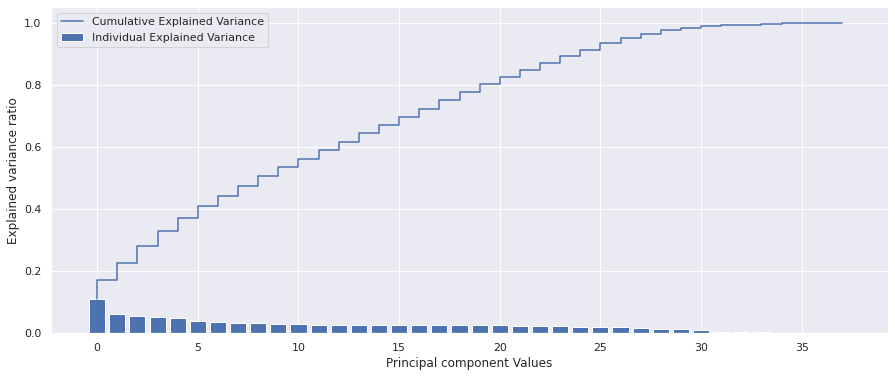 Cumulative Explained Variance
Individual Explained Variance
1.0
0.8
0.6
0.4
0.2
0.0
Explained variance ratio
0 5 10 15 20 25 30 35
Principal component Values